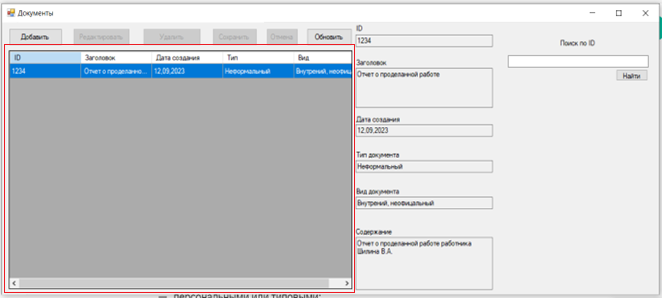 Документы
Добавить Редактировать Удалить Сохранить Отмена Обновить
ID Заголовок Дата создания Тип Вид
1234 Отчет о проделанно... 12.09.2023 Неформальный Внутрений, неофиц
ID
1234
Заголовок
Отчет о проделанной работе
Дата создания
12.09.2023
Тип документа
Неформальный
Вид документа
Внутрений, неофицальный
Содержание
Отчет о проделанной работе работника
Шилина В.А.
Поиск по ID
Найти
— персональными или типовыми;